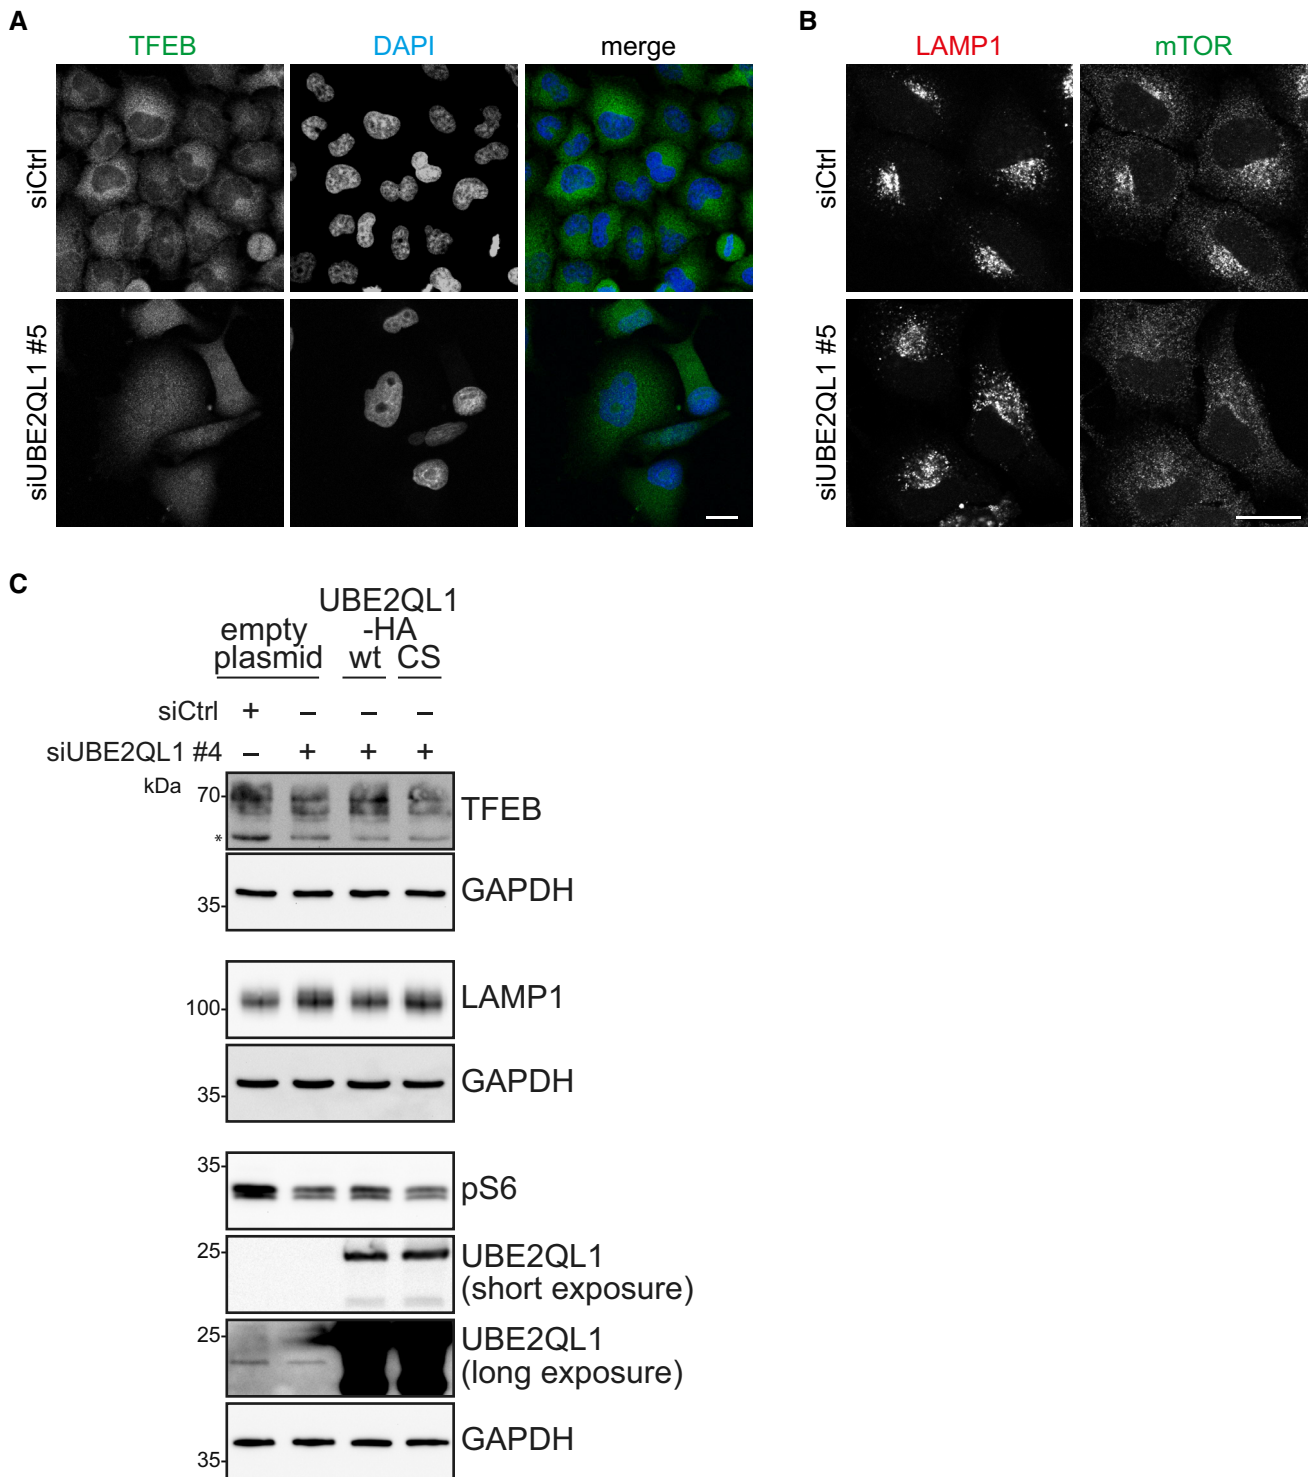 A
TFEB
DAPI
merge
siCtrl
siUBE2QL1 #5
B
LAMP1
mTOR
siCtrl
siUBE2QL1 #5
C
UBE2QL1
empty -HA
plasmid wt CS
siCtrl + – – –
siUBE2QL1 #4 – + + +
kDa
70
TFEB
*
GAPDH
35
LAMP1
100
GAPDH
35
35
pS6
25
UBE2QL1
(short exposure)
25
UBE2QL1
(long exposure)
GAPDH
35